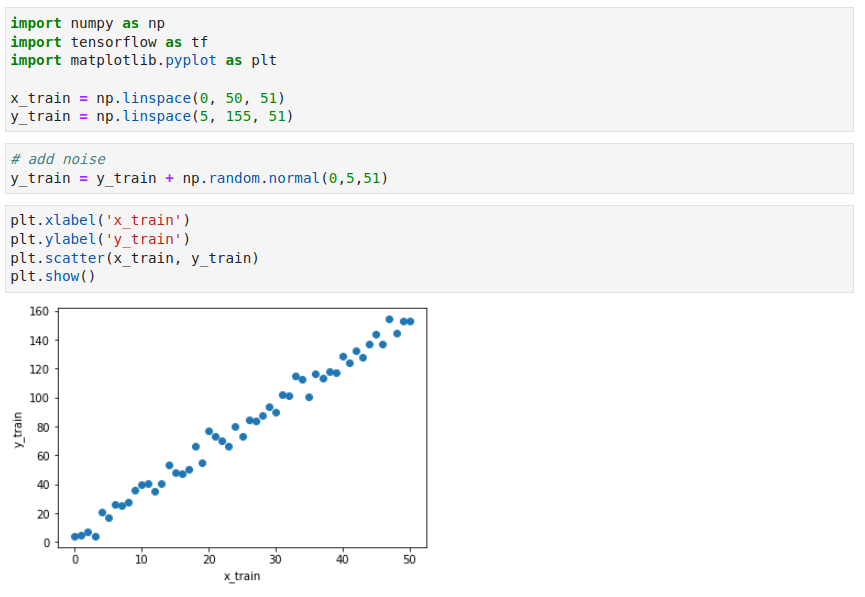 import numpy as np
import tensorflow as tf
import matplotlib.pyplot as plt
x_train = np.linspace(0, 50, 51)
y_train = np.linspace(5, 155, 51)
# add noise
y_train = y_train + np.random.normal(0,5,51)
plt.xlabel('x_train')
plt.ylabel('y_train')
plt.scatter(x_train, y_train)
plt.show()
160
140
120
100
80
60
40
20
0
y_train
0 10 20 30 40 50
x_train